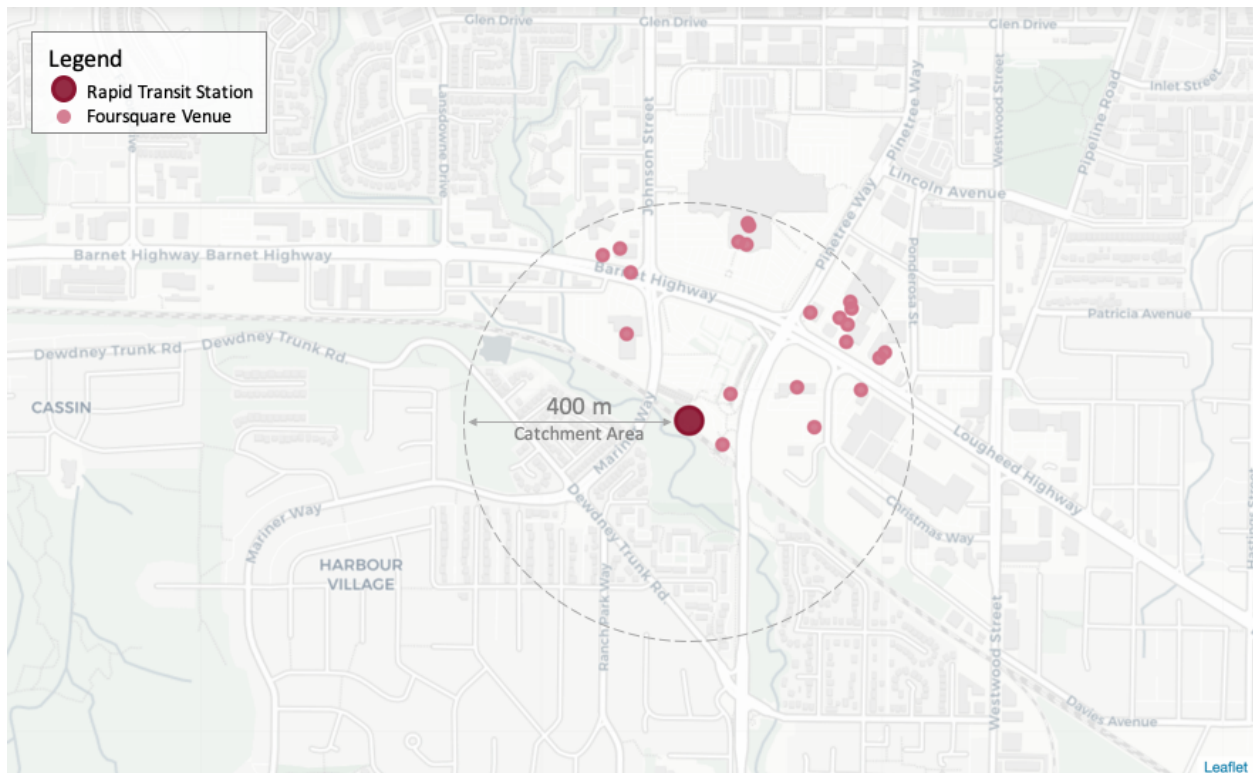 Glen Drive
Glen Drive
Glen Drive
Legend
Rapid Transit Station
Foursquare Venue
Drive
Lansdowne Drive
Johnson Street
Pinetree Way
Westwood Street
Pipeline Road
Inlet Street
Lincoln Avenue
Pinetree Way
Ponderosa St
Barnet Highway
Barnet Highway
Barnet Highway
Patricia Avenue
Dewdney Trunk Rd.
Dewdney Trunk Rd.
CASSIN
400 m
Catchment Area
Mariner Way
Lougheed Highway
Mariner Way
Dewdney Trunk Rd.
Christmas Way
HARBOUR
VILLAGE
Ranch Park Way
Westwood Street
Davies Avenue
Leaflet